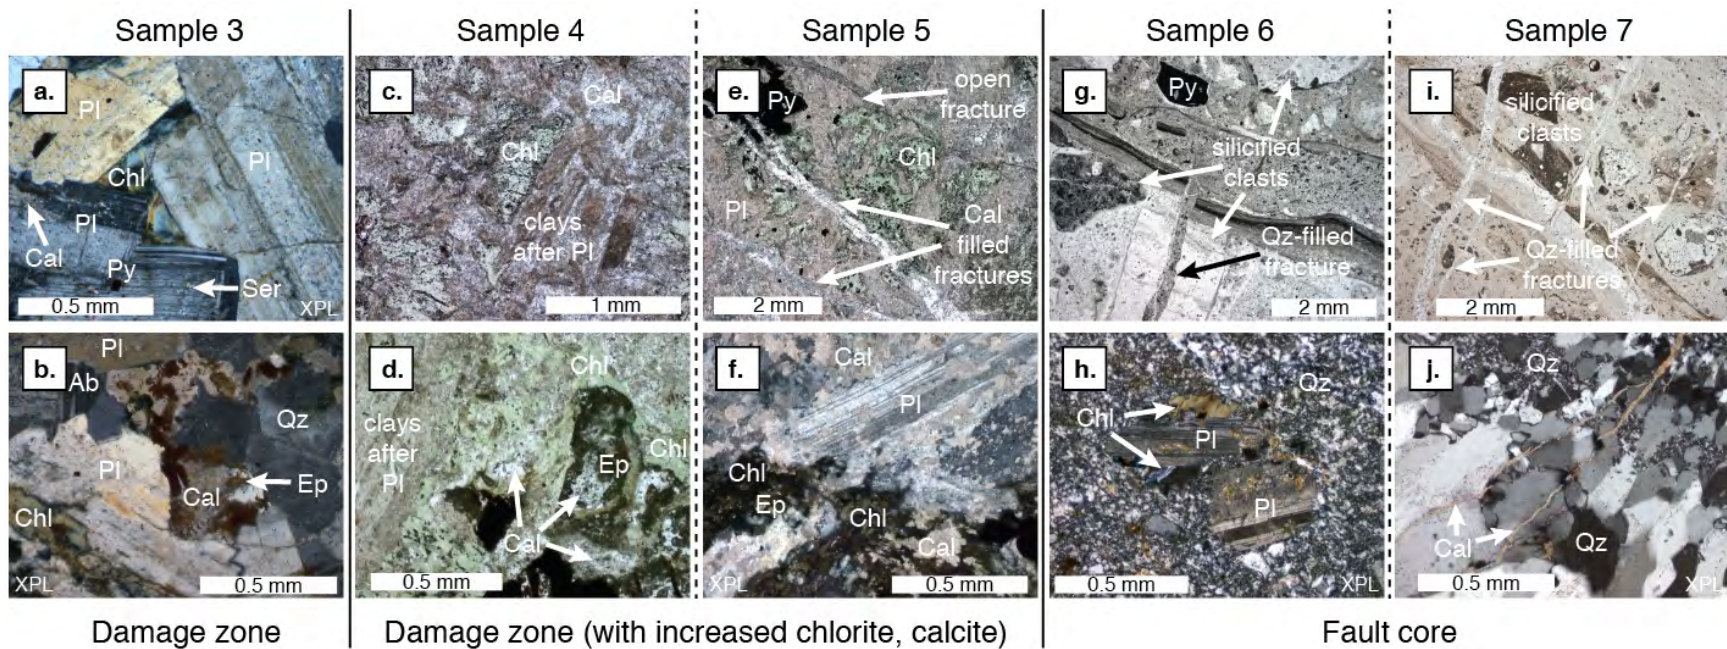 Sample 3
Sample 4
Sample 5
Sample 6
Sample 7
a.
Pl
Pl
Chl
Pl
Cal
Py
Ser
0.5 mm
XPL
c.
Cal
Chl
clays
after Pl
1 mm
e.
Py
open
fracture
Chl
Pl
Cal
filled
fractures
2 mm
g.
Py
silicified
clasts
Qz-filled
fracture
2 mm
i.
silicified
clasts
Qz-filled
fractures
2 mm
b.
Pl
Ab
Qz
Pl
Cal
Ep
Chl
XPL
0.5 mm
d.
Chl
clays
after
Pl
Ep
Chl
Cal
0.5 mm
f.
Cal
Pl
Chl
Ep
Chl
Cal
XPL
0.5 mm
h.
Qz
Chl
Pl
Pl
0.5 mm
XPL
j.
Qz
Cal
Qz
0.5 mm
XPL
Damage zone
Damage zone (with increased chlorite, calcite)
Fault core